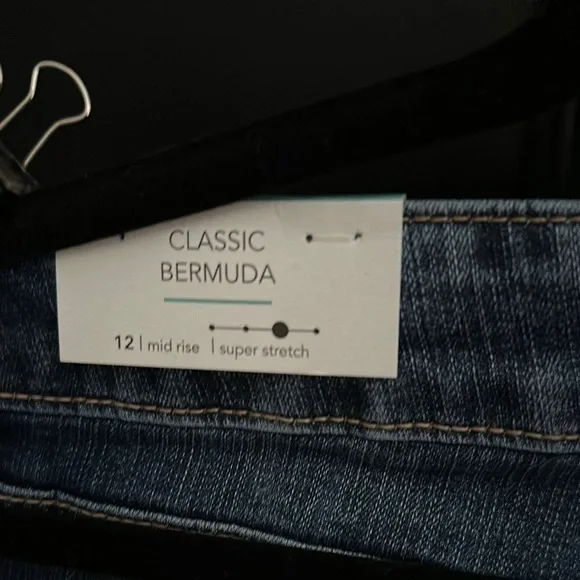 CLASSIC
BERMUDA
12 | mid rise | super stretch